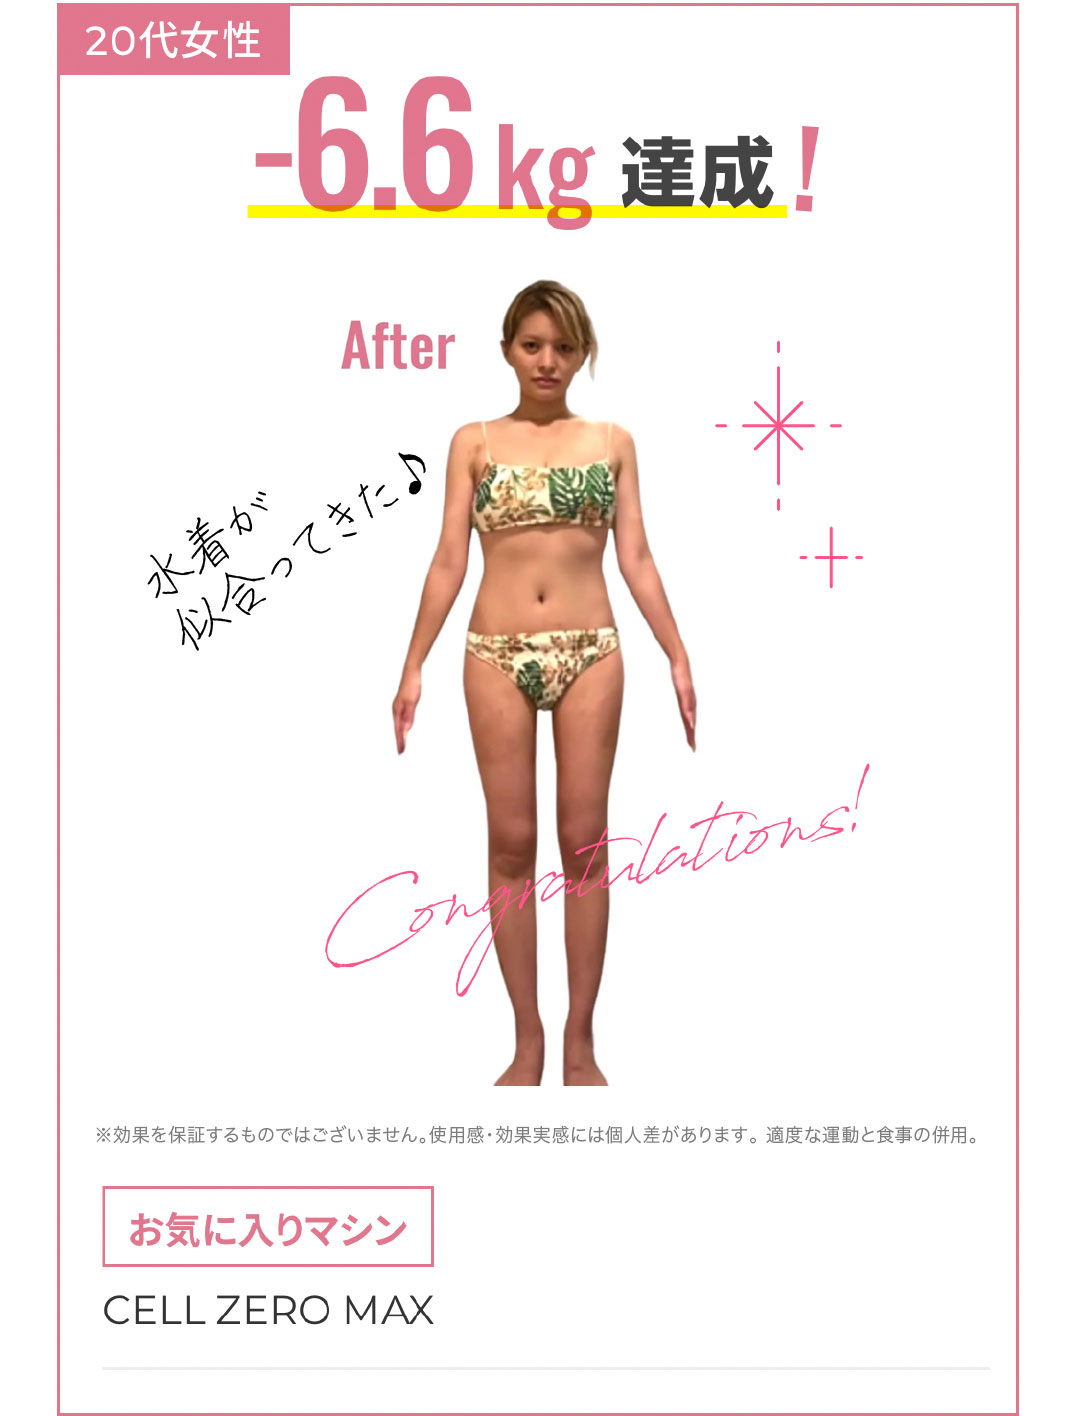 20代女性
-6.6kg 達成!
After
水着が
似合ってきた♪
Congratulations!
※効果を保証するものではございません。使用感・効果実感には個人差があります。適度な運動と食事の併用。
お気に入りマシン
CELL ZERO MAX